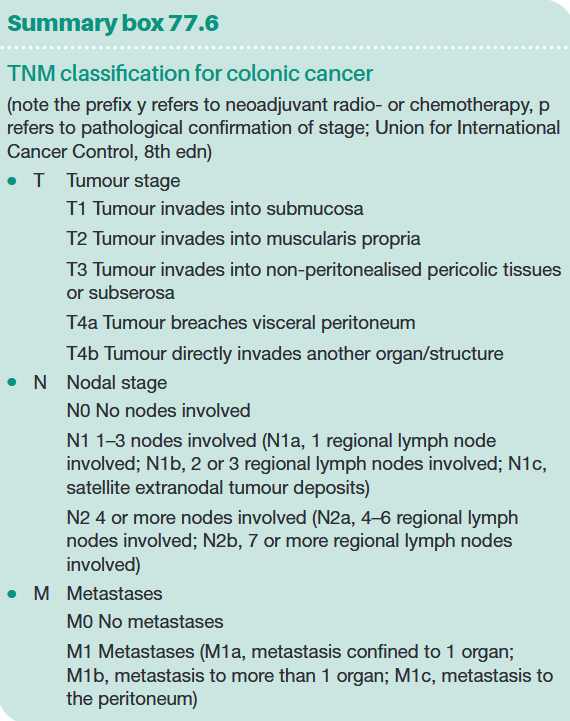 Summary box 77.6
TNM classification for colonic cancer
(note the prefix y refers to neoadjuvant radio- or chemotherapy, p
refers to pathological confirmation of stage; Union for International
Cancer Control, 8th edn)
● T Tumour stage
T1 Tumour invades into submucosa
T2 Tumour invades into muscularis propria
T3 Tumour invades into non-peritonealised pericolic tissues
or subserosa
T4a Tumour breaches visceral peritoneum
T4b Tumour directly invades another organ/structure
● N Nodal stage
N0 No nodes involved
N1 1–3 nodes involved (N1a, 1 regional lymph node
involved; N1b, 2 or 3 regional lymph nodes involved; N1c,
satellite extranodal tumour deposits)
N2 4 or more nodes involved (N2a, 4–6 regional lymph
nodes involved; N2b, 7 or more regional lymph nodes
involved)
● M Metastases
M0 No metastases
M1 Metastases (M1a, metastasis confined to 1 organ;
M1b, metastasis to more than 1 organ; M1c, metastasis to
the peritoneum)